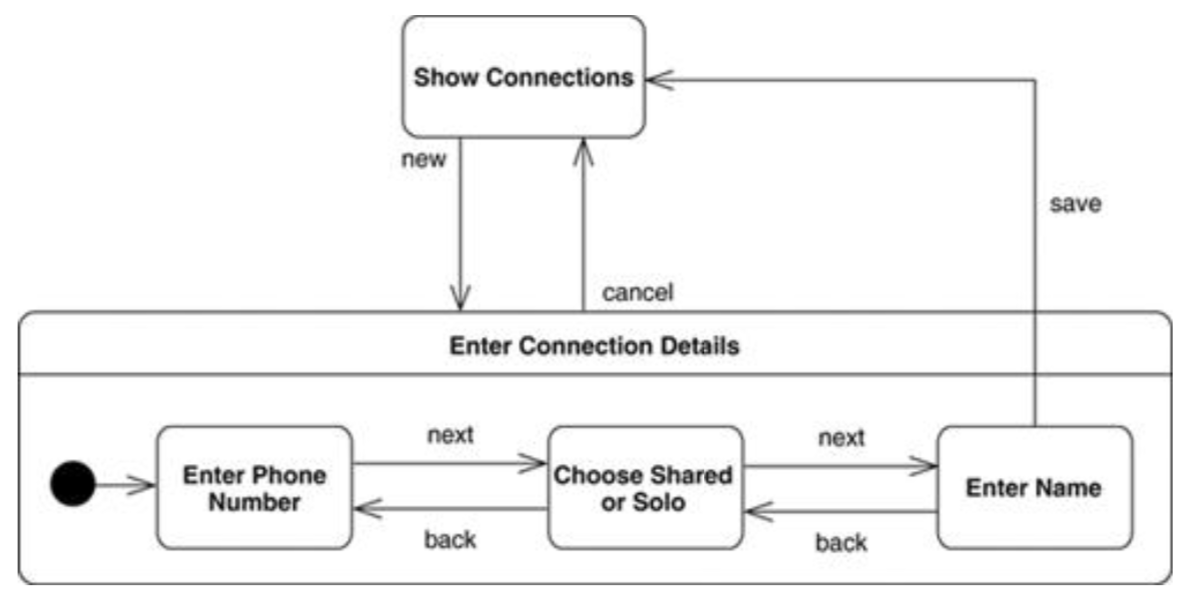 Show Connections
new
save
cancel
Enter Connection Details
next
next
Enter Phone
Number
Choose Shared
or Solo
Enter Name
back
back